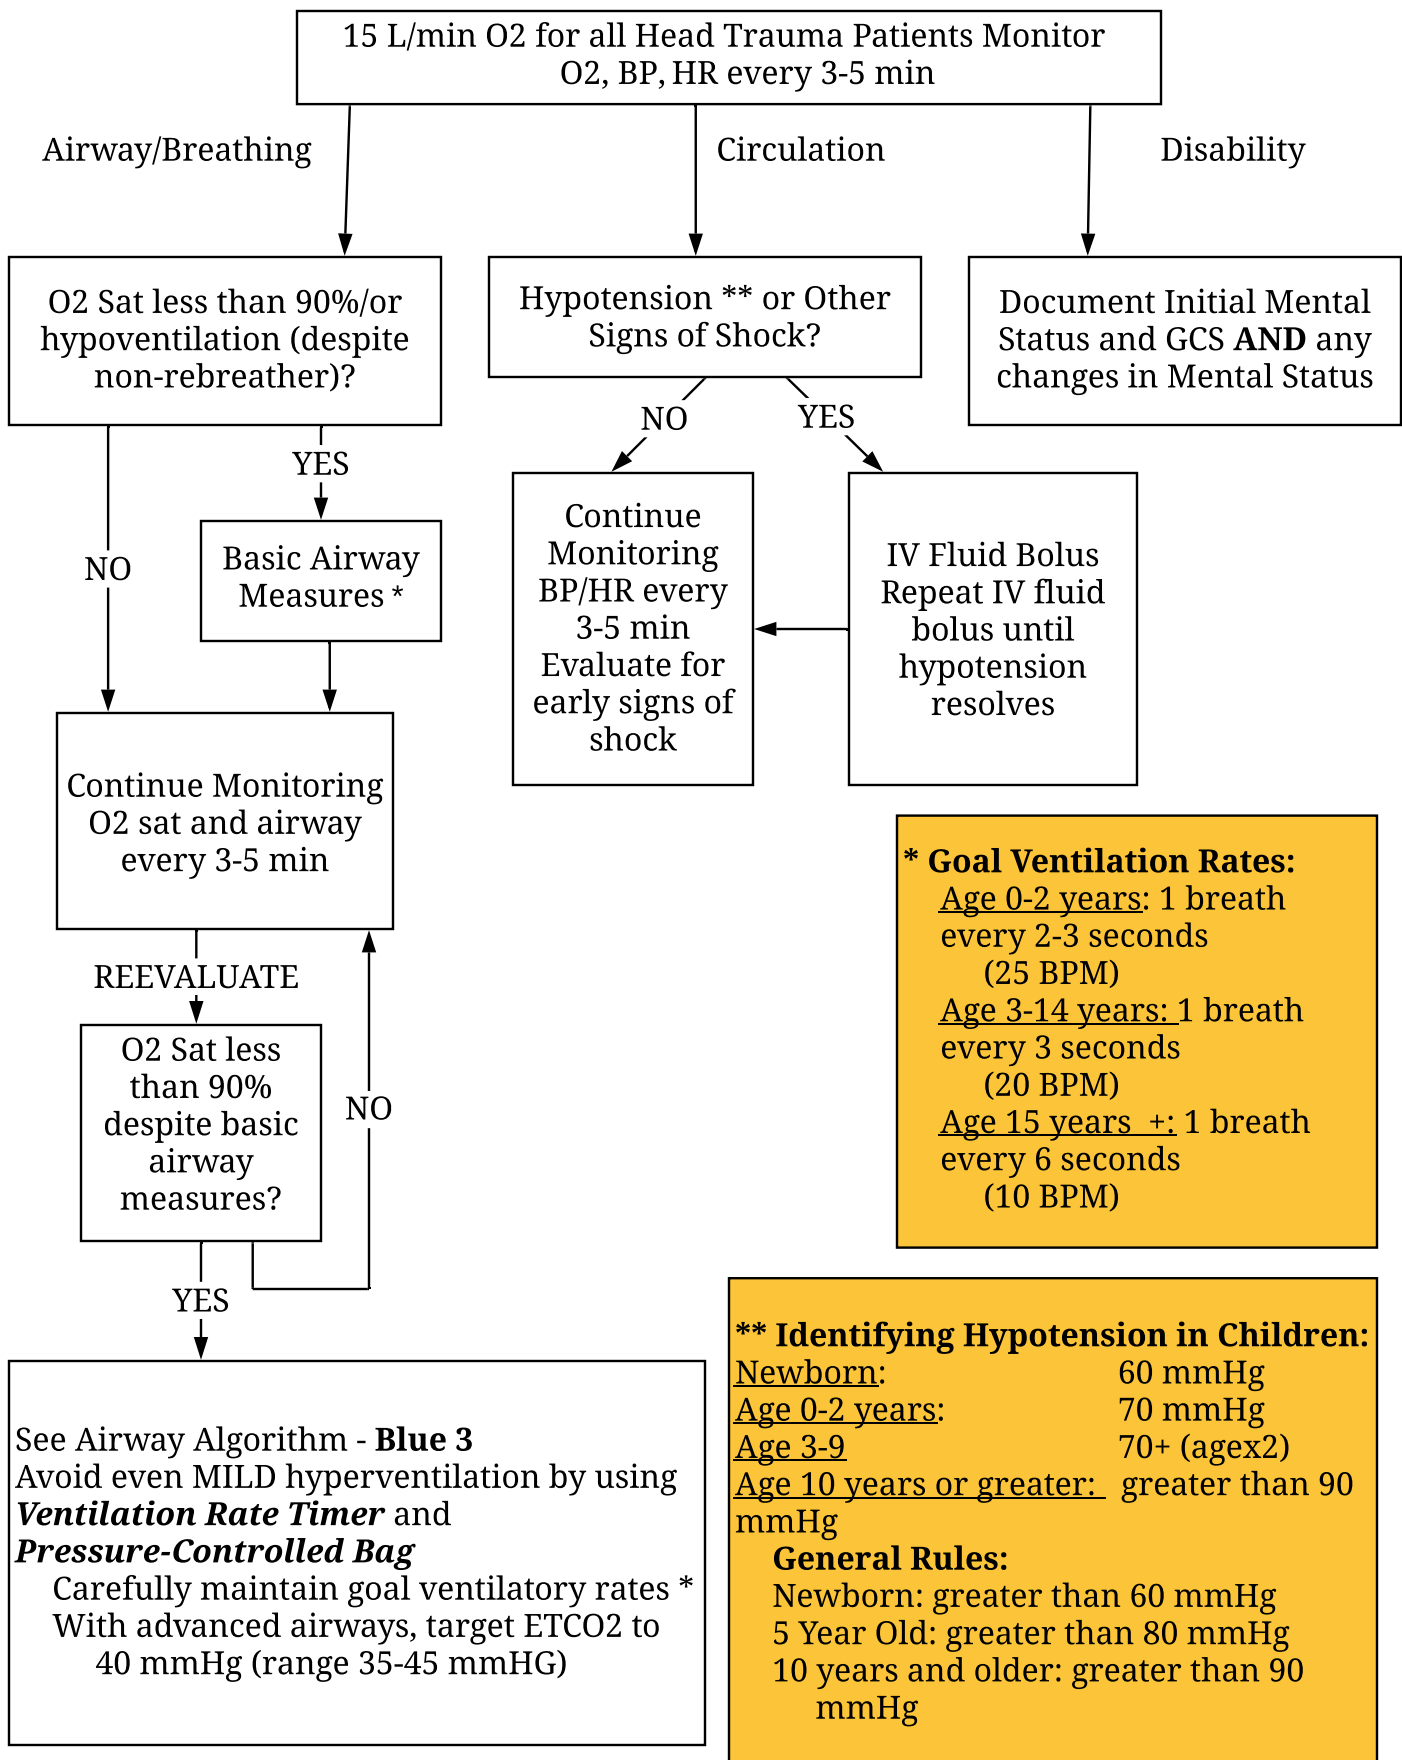 15 L/min O2 for all Head Trauma Patients Monitor
O2, BP, HR every 3-5 min
Airway/Breathing
Circulation
Disability
O2 Sat less than 90%/or
hypoventilation (despite
non-rebreather)?
Hypotension ** or Other
Signs of Shock?
Document Initial Mental
Status and GCS AND any
changes in Mental Status
NO
YES
NO
YES
Basic Airway
Measures *
Continue
Monitoring
BP/HR every
3-5 min
Evaluate for
early signs of
shock
IV Fluid Bolus
Repeat IV fluid
bolus until
hypotension
resolves
Continue Monitoring
O2 sat and airway
every 3-5 min
REEVALUATE
O2 Sat less
than 90%
despite basic
airway
measures?
NO
YES
See Airway Algorithm - Blue 3
Avoid even MILD hyperventilation by using
Ventilation Rate Timer and
Pressure-Controlled Bag
Carefully maintain goal ventilatory rates *
With advanced airways, target ETCO2 to
40 mmHg (range 35-45 mmHG)
* Goal Ventilation Rates:
Age 0-2 years: 1 breath
every 2-3 seconds
(25 BPM)
Age 3-14 years: 1 breath
every 3 seconds
(20 BPM)
Age 15 years +: 1 breath
every 6 seconds
(10 BPM)
** Identifying Hypotension in Children:
Newborn: 60 mmHg
Age 0-2 years: 70 mmHg
Age 3-9 70+ (agex2)
Age 10 years or greater: greater than 90
mmHg
General Rules:
Newborn: greater than 60 mmHg
5 Year Old: greater than 80 mmHg
10 years and older: greater than 90
mmHg